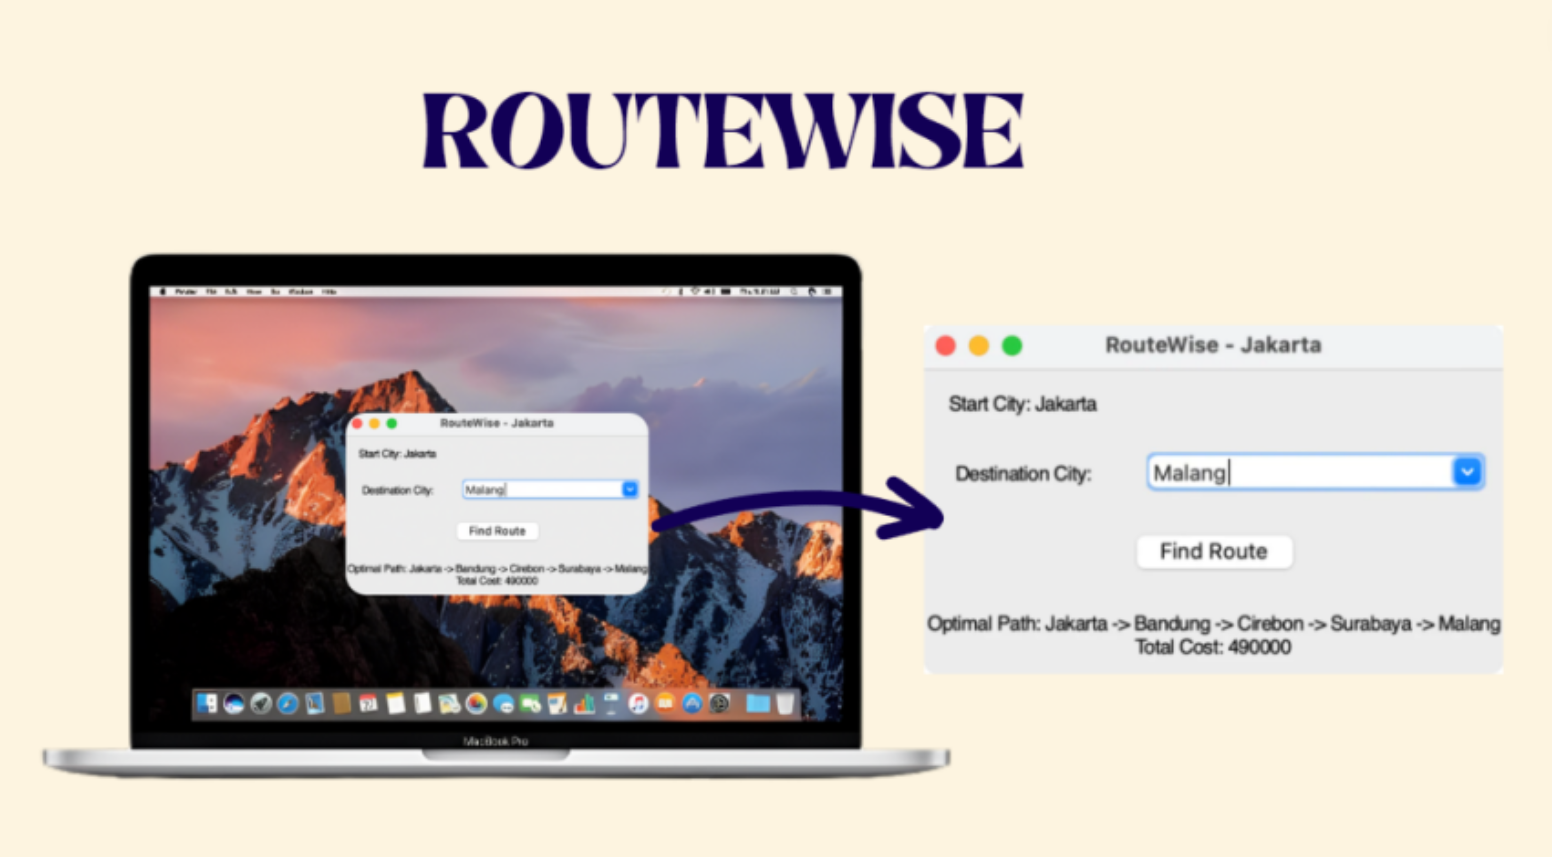 ROUTEWISE
RouteWise - Jakarta
Start City: Jakarta
Destination City: Malang
Find Route
Optimal Path: Jakarta -> Bandung -> Cirebon -> Surabaya -> Malang
Total Cost: 490000
MacBook Pro
RouteWise - Jakarta
Start City: Jakarta
Destination City: Malang
Find Route
Optimal Path: Jakarta -> Bandung -> Cirebon -> Surabaya -> Malang
Total Cost: 490000